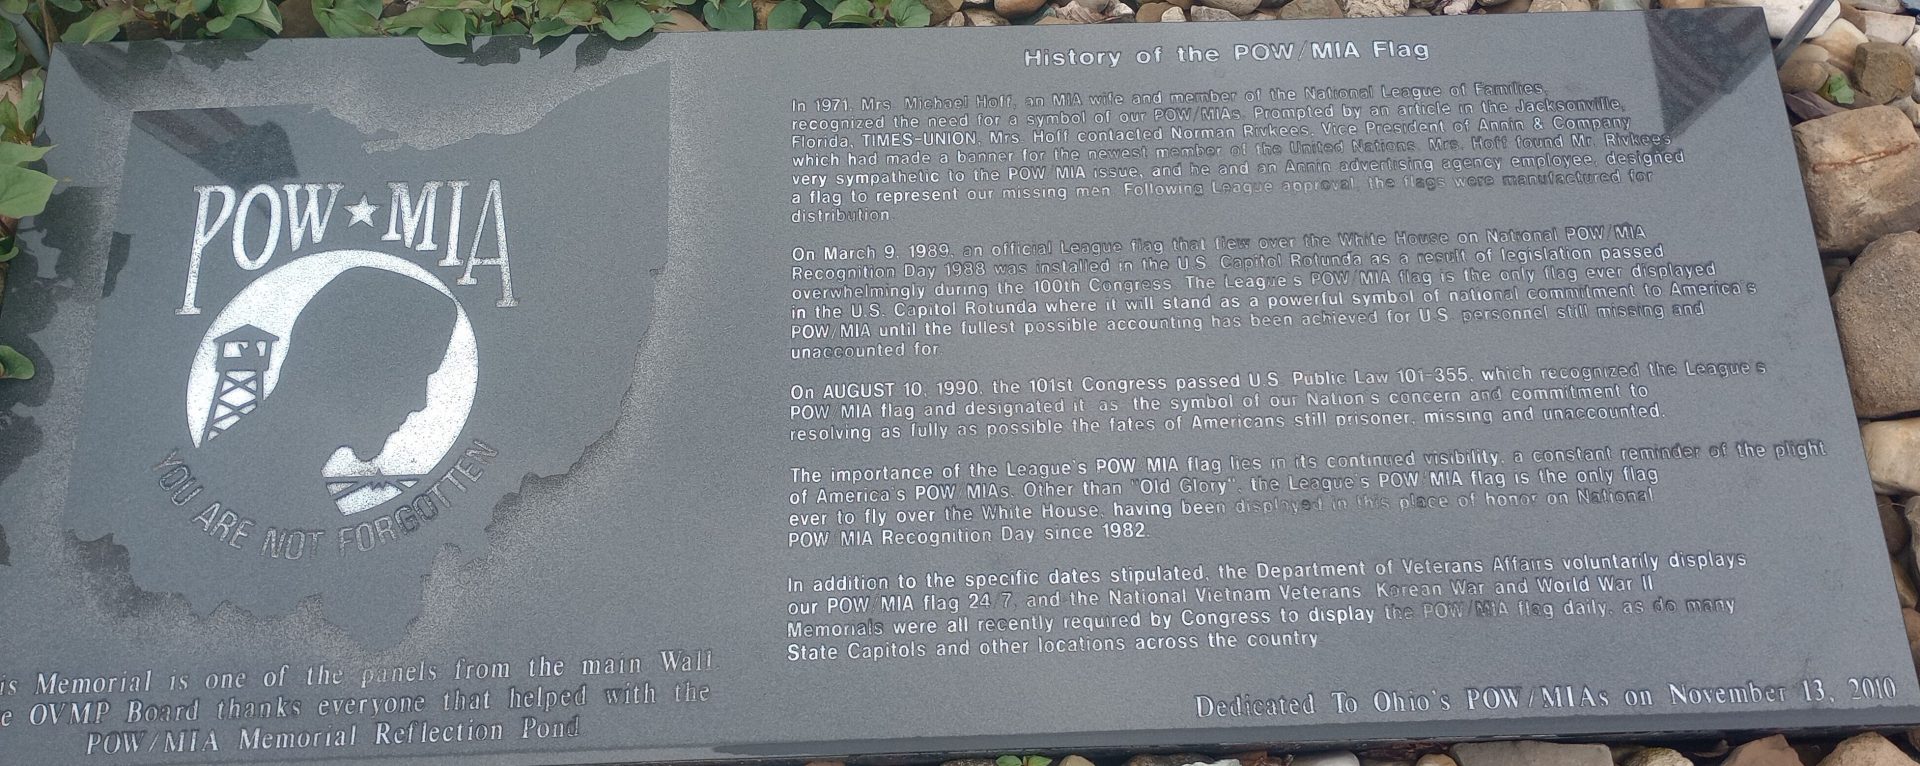 POW★MIA
YOU ARE NOT FORGOTTEN
is Memorial is one of the panels from the main Wall.
e OVMP Board thanks everyone that helped with the
POW/MIA Memorial Reflection Pond
History of the POW/MIA Flag
In 1971, Mrs. Michael Hoff, an MIA wife and member of the National League of Families,
recognized the need for a symbol of our POW/MIAs. Prompted by an article in the Jacksonville,
Florida, TIMES-UNION, Mrs. Hoff contacted Norman Rivkees, Vice President of Annin & Company
which had made a banner for the newest member of the United Nations. Mrs. Hoff found Mr. Rivkees
very sympathetic to the POW/MIA issue, and he and an Annin advertising agency employee, designed
a flag to represent our missing men. Following League approval, the flags were manufactured for
distribution.
On March 9, 1989, an official League flag that flew over the White House on National POW/MIA
Recognition Day 1988 was installed in the U.S. Capitol Rotunda as a result of legislation passed
overwhelmingly during the 100th Congress. The League's POW/MIA flag is the only flag ever displayed
in the U.S. Capitol Rotunda where it will stand as a powerful symbol of national commitment to America's
POW/MIA until the fullest possible accounting has been achieved for U.S. personnel still missing and
unaccounted for.
On AUGUST 10, 1990, the 101st Congress passed U.S. Public Law 101-355, which recognized the League's
POW/MIA flag and designated it "as the symbol of our Nation's concern and commitment to
resolving as fully as possible the fates of Americans still prisoner, missing and unaccounted.
The importance of the League's POW/MIA flag lies in its continued visibility, a constant reminder of the plight
of America's POW/MIAs. Other than "Old Glory", the League's POW/MIA flag is the only flag
ever to fly over the White House, having been displayed in this place of honor on National
POW/MIA Recognition Day since 1982.
In addition to the specific dates stipulated, the Department of Veterans Affairs voluntarily displays
our POW/MIA flag 24/7, and the National Vietnam Veterans, Korean War and World War II
Memorials were all recently required by Congress to display the POW/MIA flag daily, as do many
State Capitols and other locations across the country.
Dedicated To Ohio's POW/MIAs on November 13, 2010